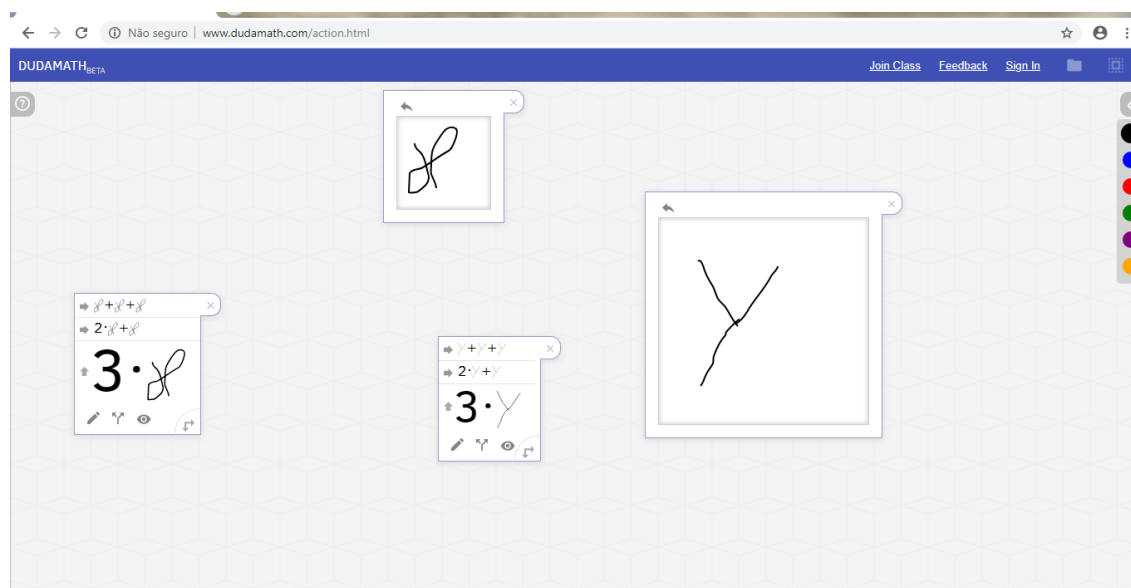 Não seguro | www.dudamath.com/action.html
DUDAMATH BETA
Join Class Feedback Sign In
x
x+x+x
2·x+x
3·x
y+y+y
2·y+y
3·y
y